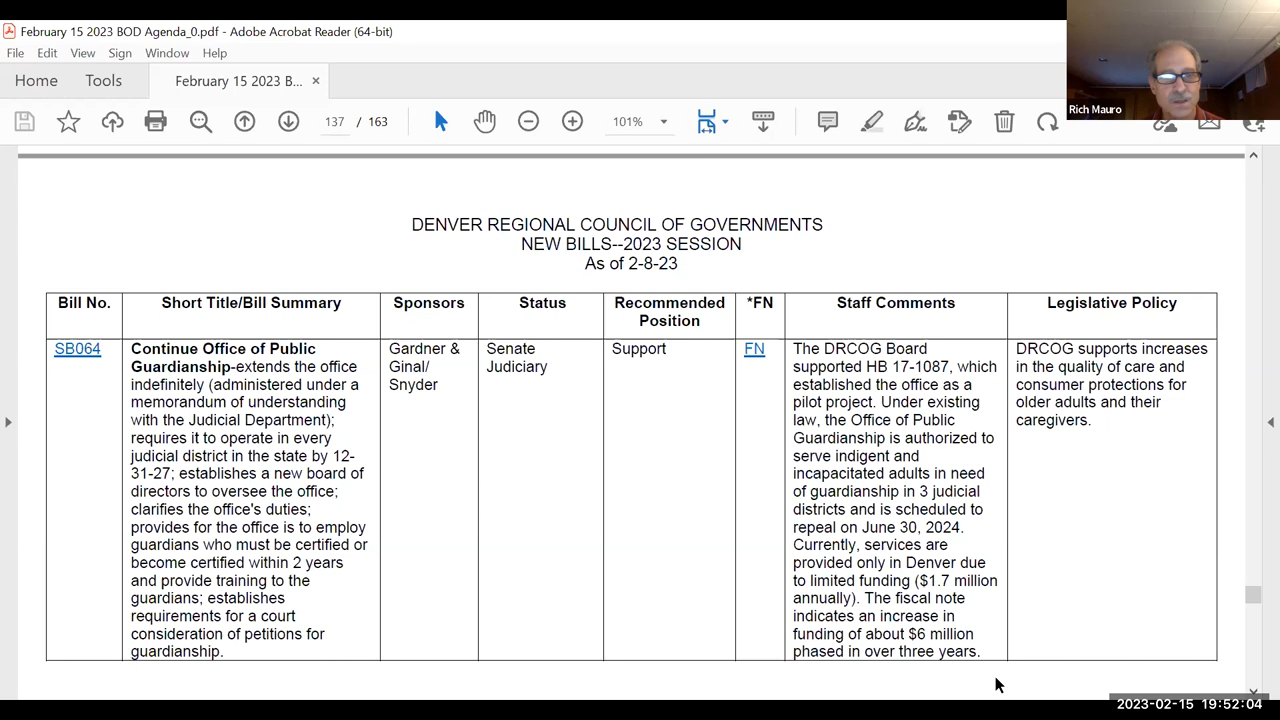 February 15 2023 BOD Agenda_0.pdf - Adobe Acrobat Reader (64-bit)
File Edit View Sign Window Help
Home Tools February 15 2023 B... ×
137 / 163 101%
Rich Mauro
DENVER REGIONAL COUNCIL OF GOVERNMENTS
NEW BILLS--2023 SESSION
As of 2-8-23
Bill No. Short Title/Bill Summary Sponsors Status Recommended Position *FN Staff Comments Legislative Policy
SB064
Continue Office of Public
Guardianship-extends the office
indefinitely (administered under a
memorandum of understanding
with the Judicial Department);
requires it to operate in every
judicial district in the state by 12-
31-27; establishes a new board of
directors to oversee the office;
clarifies the office's duties;
provides for the office is to employ
guardians who must be certified or
become certified within 2 years
and provide training to the
guardians; establishes
requirements for a court
consideration of petitions for
guardianship.
Gardner &
Ginal/
Snyder
Senate
Judiciary
Support
FN
The DRCOG Board
supported HB 17-1087, which
established the office as a
pilot project. Under existing
law, the Office of Public
Guardianship is authorized to
serve indigent and
incapacitated adults in need
of guardianship in 3 judicial
districts and is scheduled to
repeal on June 30, 2024.
Currently, services are
provided only in Denver due
to limited funding ($1.7 million
annually). The fiscal note
indicates an increase in
funding of about $6 million
phased in over three years.
DRCOG supports increases
in the quality of care and
consumer protections for
older adults and their
caregivers.
2023-02-15 19:52:04